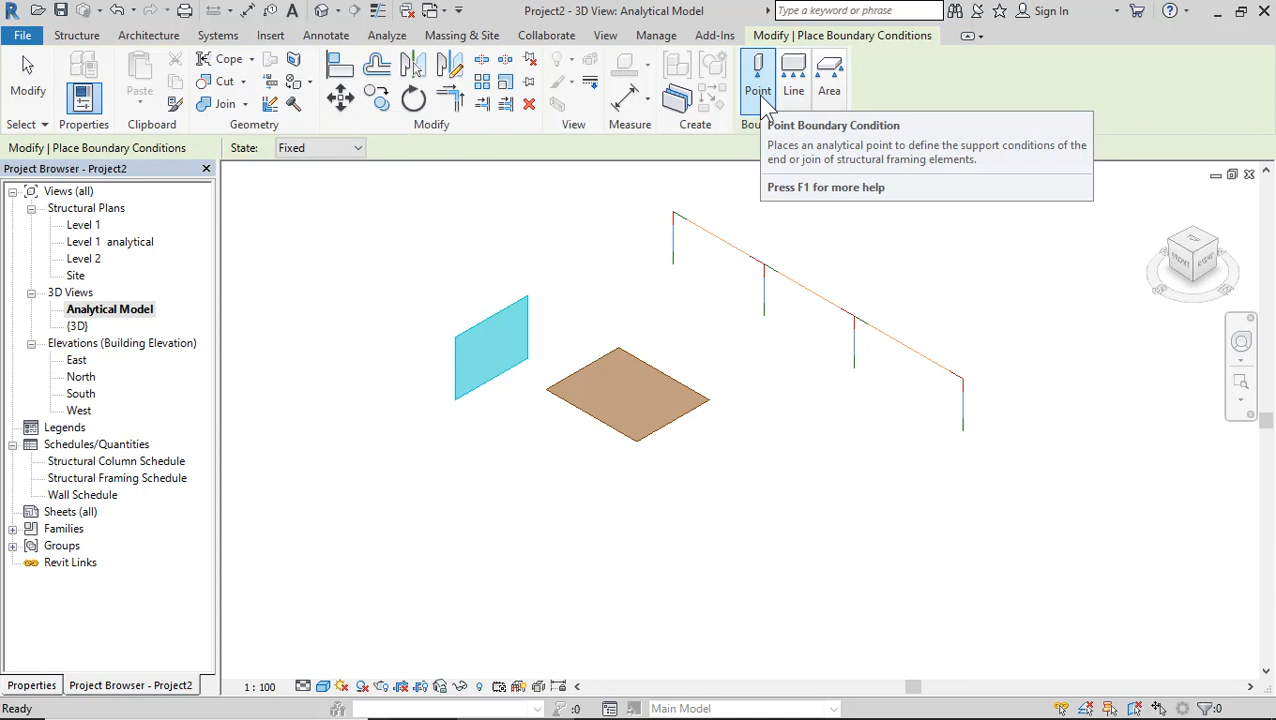 Project2 - 3D View: Analytical Model
Type a keyword or phrase
Sign In
File
Structure
Architecture
Systems
Insert
Annotate
Analyze
Massing & Site
Collaborate
View
Manage
Add-Ins
Modify | Place Boundary Conditions
Modify
Paste
Cope
Cut
Join
Point
Line
Area
Select
Properties
Clipboard
Geometry
Modify
View
Measure
Create
Point Boundary Condition
Places an analytical point to define the support conditions of the
end or join of structural framing elements.
Press F1 for more help
Modify | Place Boundary Conditions
State:
Fixed
Project Browser - Project2
Views (all)
Structural Plans
Level 1
Level 1 analytical
Level 2
Site
3D Views
Analytical Model
{3D}
Elevations (Building Elevation)
East
North
South
West
Legends
Schedules/Quantities
Structural Column Schedule
Structural Framing Schedule
Wall Schedule
Sheets (all)
Families
Groups
Revit Links
TOP
FRONT
RIGHT
Properties
Project Browser - Project2
1 : 100
Ready
:0
Main Model
:0